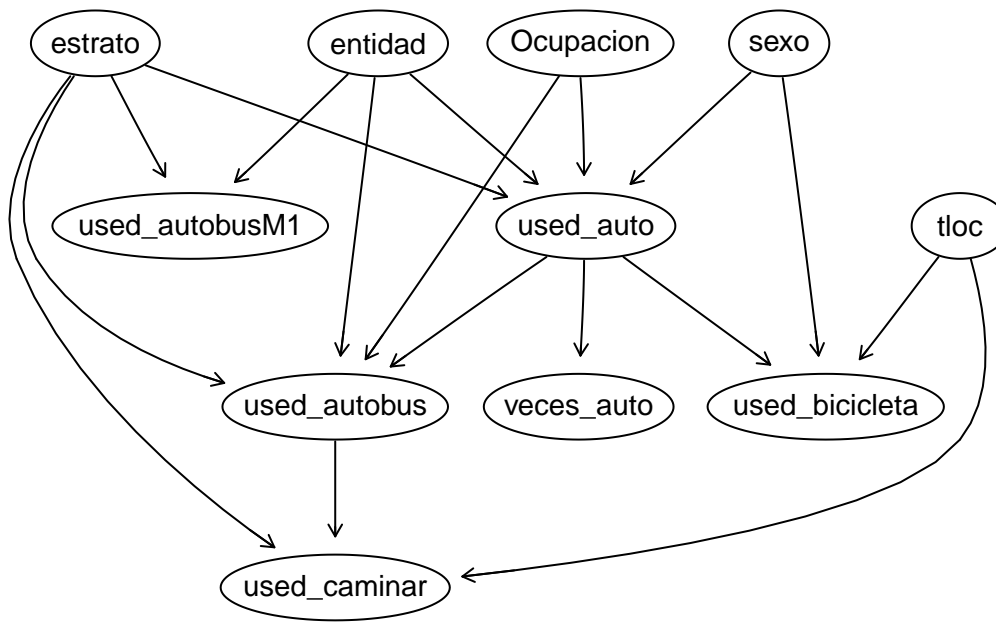 estrato
entidad
Ocupacion
sexo
used_autobusM1
used_auto
tloc
used_autobus
veces_auto
used_bicicleta
used_caminar